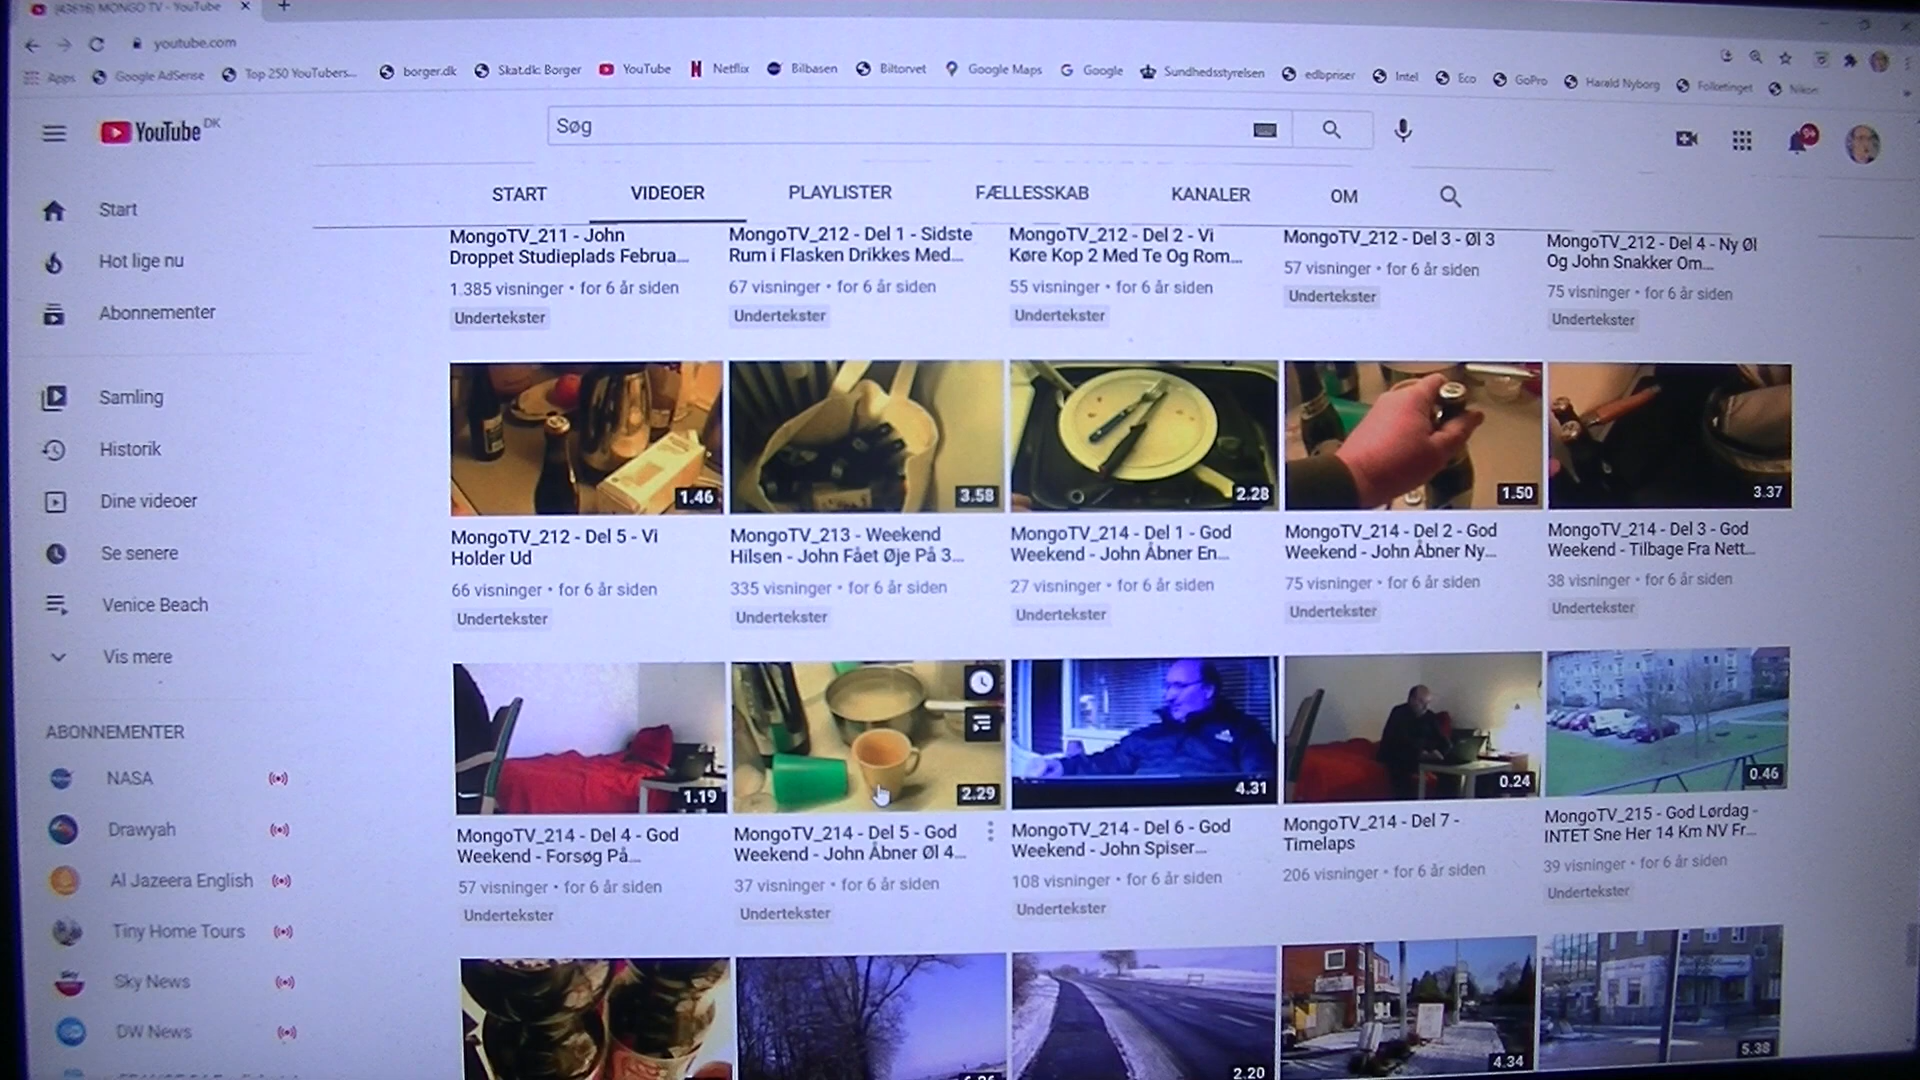 (43616) MONGO TV - YouTube
youtube.com
Apps
Google AdSense
Top 250 YouTubers...
borger.dk
Skat.dk: Borger
YouTube
Netflix
Bilbasen
Biltorvet
Google Maps
Google
Sundhedsstyrelsen
edbpriser
Intel
Eco
GoPro
Harald Nyborg
Folketinget
Nikon
YouTube DK
Søg
9+
START
VIDEOER
PLAYLISTER
FÆLLESSKAB
KANALER
OM
Start
Hot lige nu
Abonnementer
Samling
Historik
Dine videoer
Se senere
Venice Beach
Vis mere
ABONNEMENTER
NASA
Drawyah
Al Jazeera English
Tiny Home Tours
Sky News
DW News
MongoTV_211 - John
Droppet Studieplads Februa...
1.385 visninger • for 6 år siden
Undertekster
MongoTV_212 - Del 1 - Sidste
Rum i Flasken Drikkes Med...
67 visninger • for 6 år siden
Undertekster
MongoTV_212 - Del 2 - Vi
Køre Kop 2 Med Te Og Rom...
55 visninger • for 6 år siden
Undertekster
MongoTV_212 - Del 3 - Øl 3
57 visninger • for 6 år siden
Undertekster
MongoTV_212 - Del 4 - Ny Øl
Og John Snakker Om...
75 visninger • for 6 år siden
Undertekster
1.46
MongoTV_212 - Del 5 - Vi
Holder Ud
66 visninger • for 6 år siden
Undertekster
3.58
MongoTV_213 - Weekend
Hilsen - John Fået Øje På 3...
335 visninger • for 6 år siden
Undertekster
2.28
MongoTV_214 - Del 1 - God
Weekend - John Åbner En...
27 visninger • for 6 år siden
Undertekster
1.50
MongoTV_214 - Del 2 - God
Weekend - John Åbner Ny...
75 visninger • for 6 år siden
Undertekster
3.37
MongoTV_214 - Del 3 - God
Weekend - Tilbage Fra Nett...
38 visninger • for 6 år siden
Undertekster
1.19
MongoTV_214 - Del 4 - God
Weekend - Forsøg På...
57 visninger • for 6 år siden
Undertekster
2.29
MongoTV_214 - Del 5 - God
Weekend - John Åbner Øl 4...
37 visninger • for 6 år siden
Undertekster
4.31
MongoTV_214 - Del 6 - God
Weekend - John Spiser...
108 visninger • for 6 år siden
Undertekster
0.24
MongoTV_214 - Del 7 -
Timelaps
206 visninger • for 6 år siden
0.46
MongoTV_215 - God Lørdag -
INTET Sne Her 14 Km NV Fr...
39 visninger • for 6 år siden
Undertekster
2.20
4.34
5.38